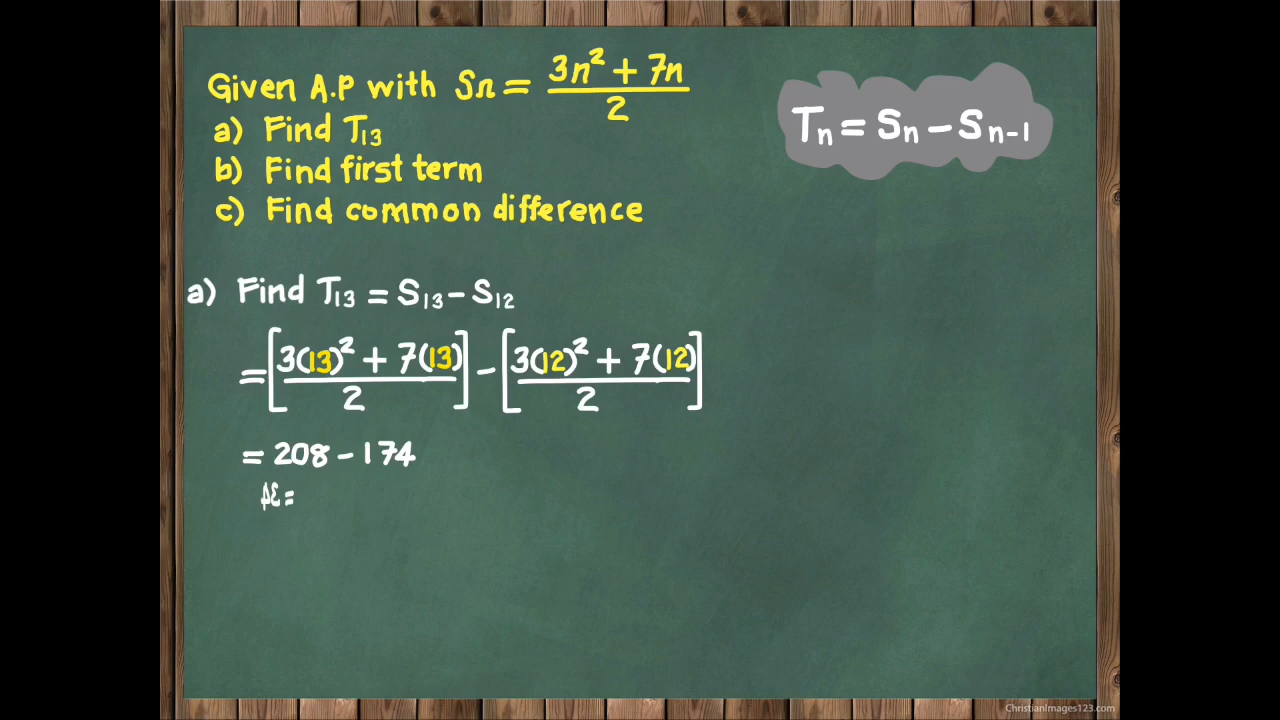 Given A.P with Sn = (3n² + 7n)/2
a) Find T₁₃
b) Find first term
c) Find common difference
Tₙ = Sₙ − Sₙ₋₁
a) Find T₁₃ = S₁₃ − S₁₂
= [(3(13)² + 7(13))/2] − [(3(12)² + 7(12))/2]
= 208 − 174
=
ChristianImages123.com